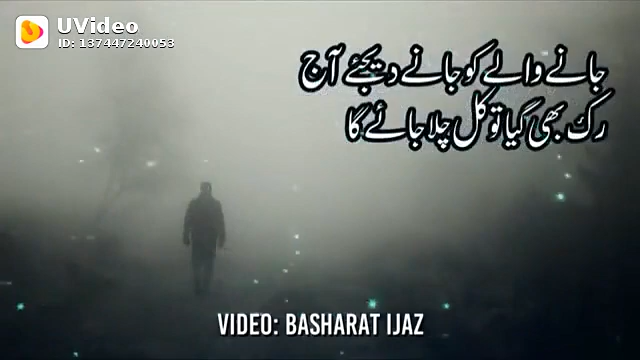 UVideo
ID: 137447240053
جانے والے کو جانے دیجئے آج
رک بھی گیا تو کل چلا جائے گا
VIDEO: BASHARAT IJAZ